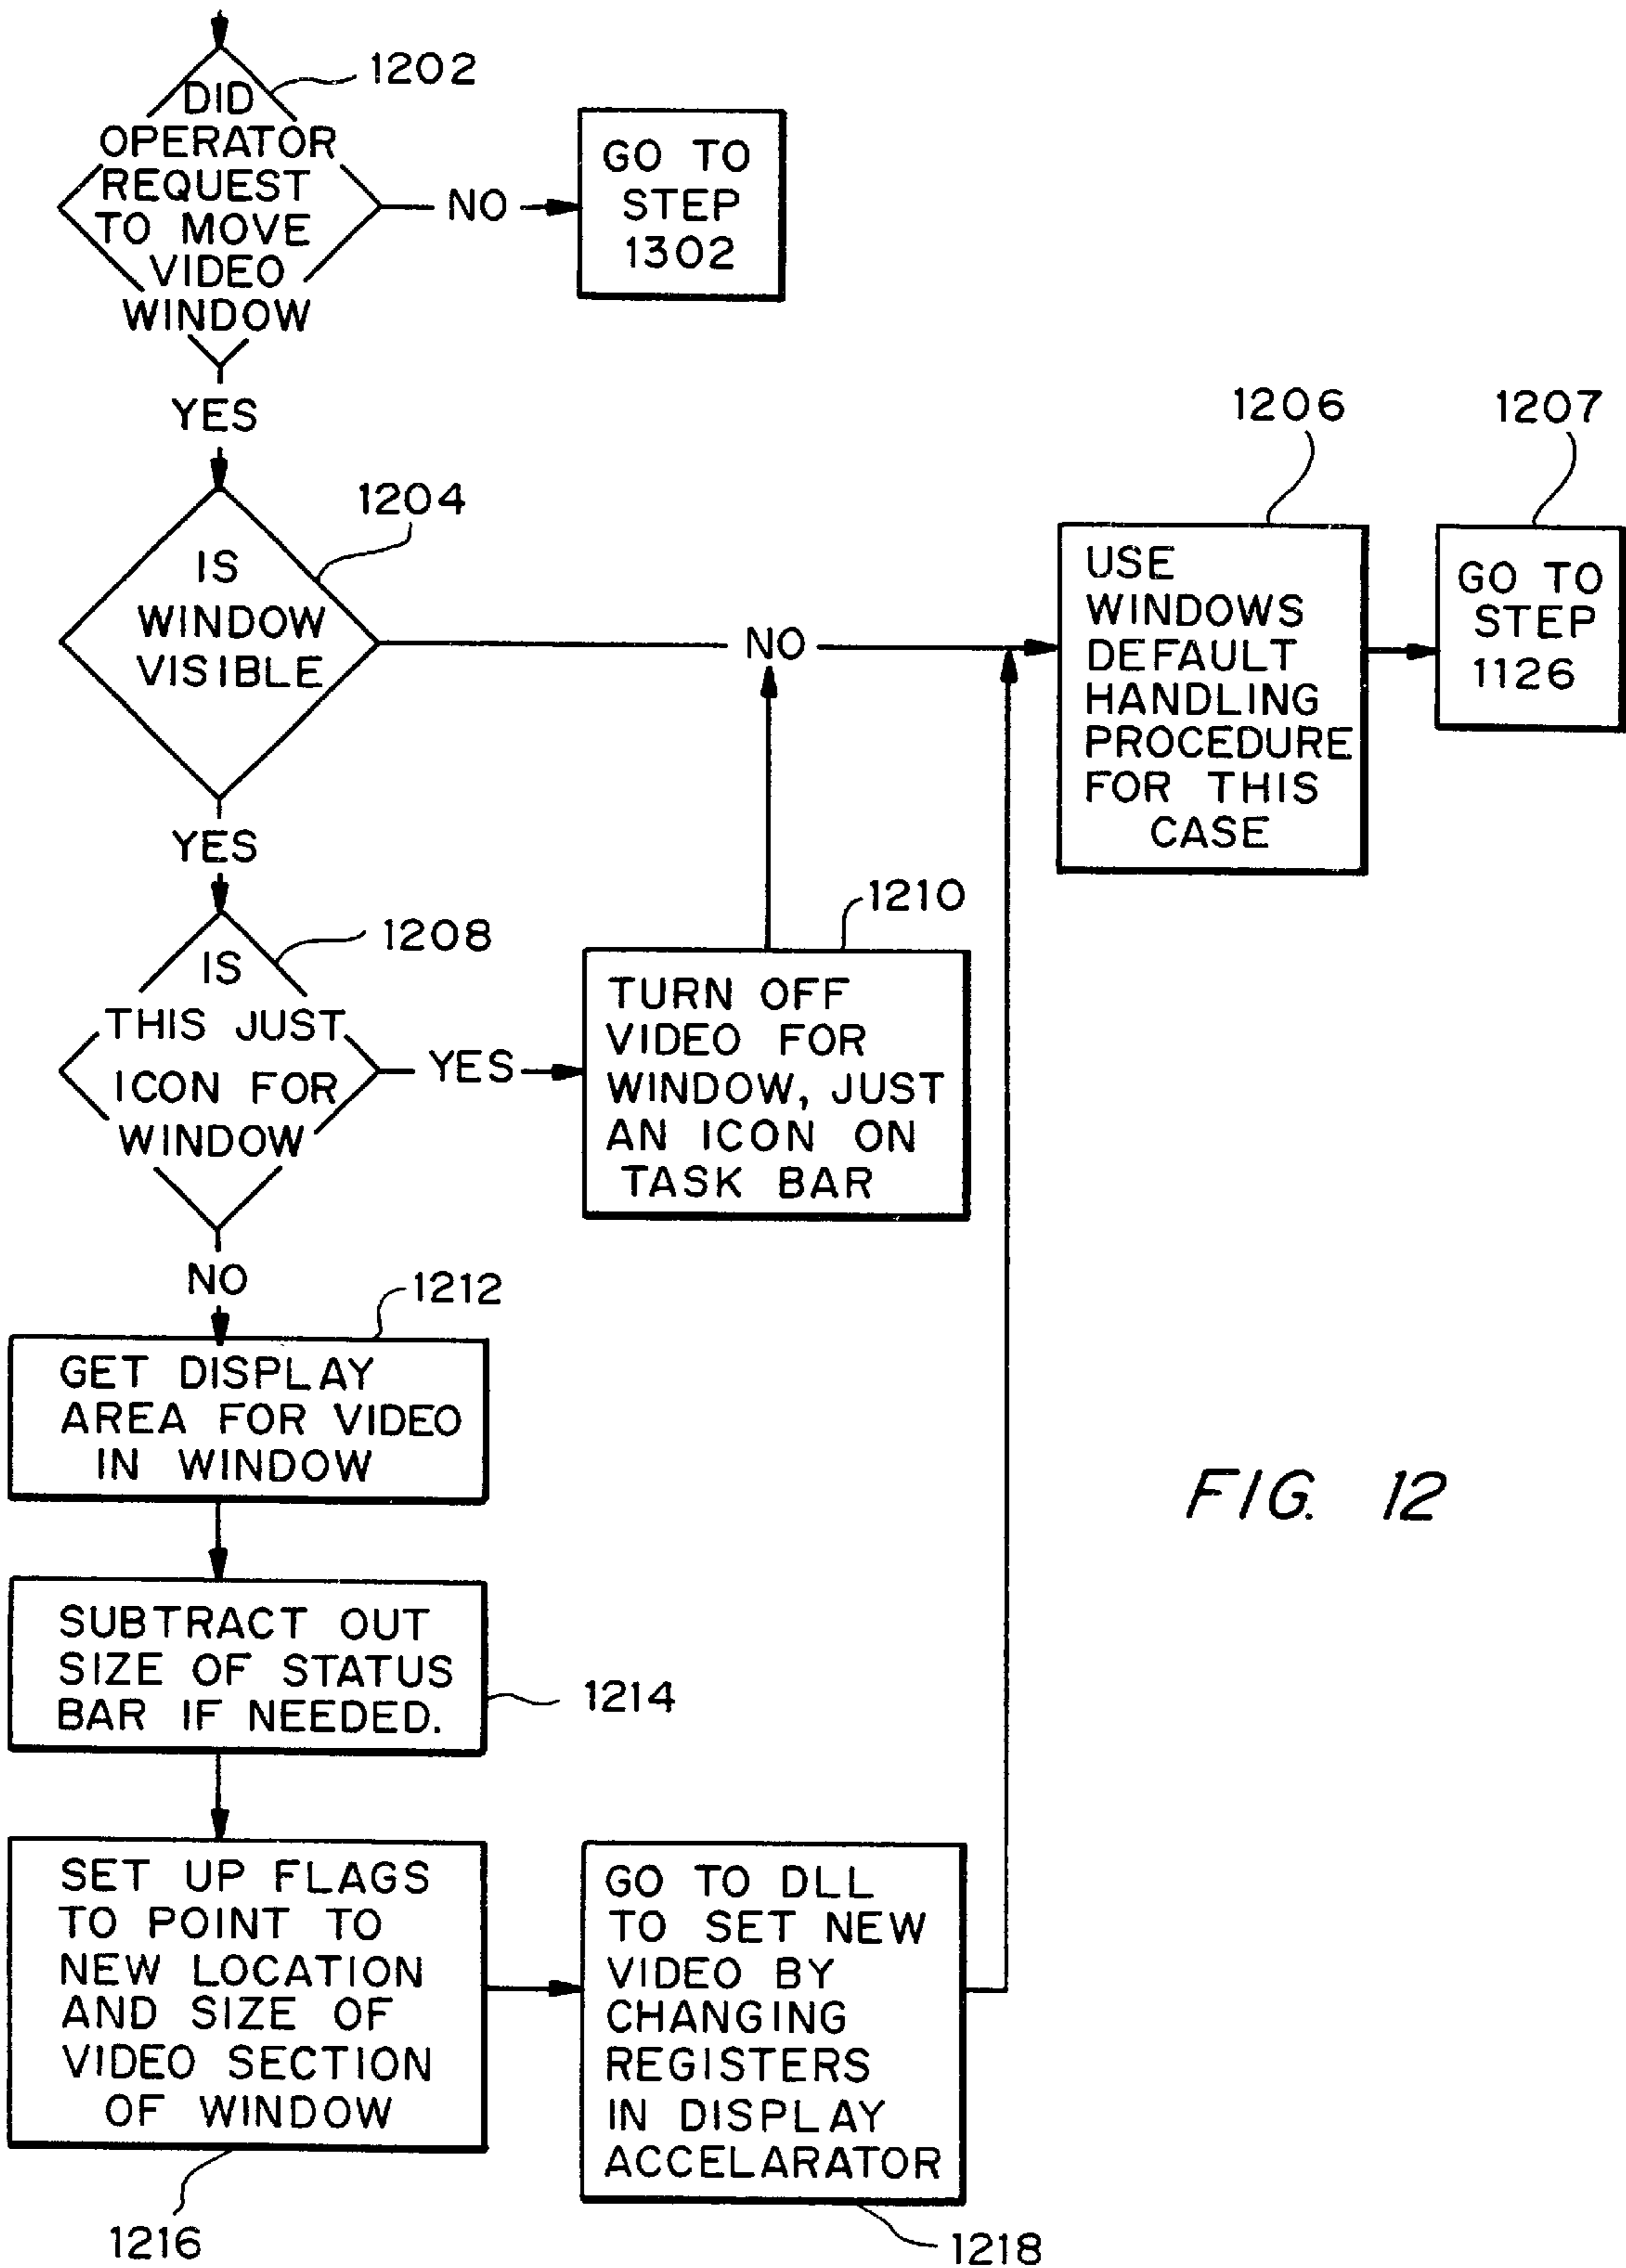 1202
DID
OPERATOR
REQUEST
TO MOVE
VIDEO
WINDOW
NO
GO TO
STEP
1302
YES
1204
IS
WINDOW
VISIBLE
NO
1206
USE
WINDOWS
DEFAULT
HANDLING
PROCEDURE
FOR THIS
CASE
1207
GO TO
STEP
1126
YES
1208
IS
THIS JUST
ICON FOR
WINDOW
YES
1210
TURN OFF
VIDEO FOR
WINDOW, JUST
AN ICON ON
TASK BAR
NO
1212
GET DISPLAY
AREA FOR VIDEO
IN WINDOW
SUBTRACT OUT
SIZE OF STATUS
BAR IF NEEDED.
1214
SET UP FLAGS
TO POINT TO
NEW LOCATION
AND SIZE OF
VIDEO SECTION
OF WINDOW
1216
GO TO DLL
TO SET NEW
VIDEO BY
CHANGING
REGISTERS
IN DISPLAY
ACCELARATOR
1218
FIG. 12